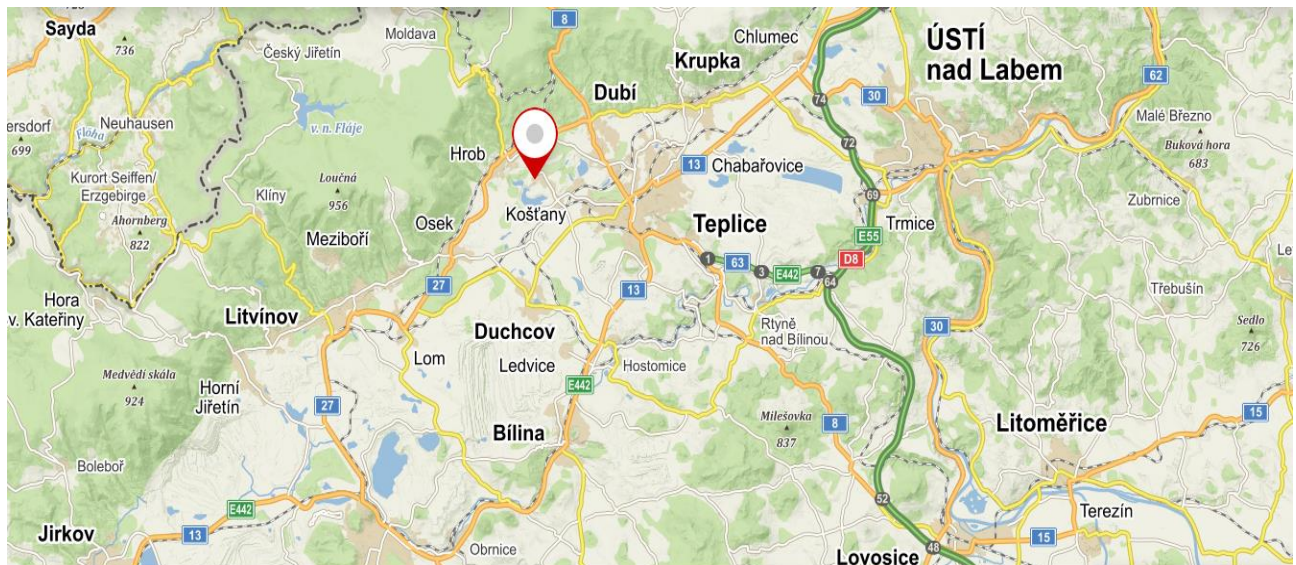 Sayda
736
Český Jiřetín
Moldava
8
Chlumec
Krupka
ÚSTÍ
nad Labem
62
Dubí
74
30
Malé Březno
Buková hora
683
ersdorf
699
Flöha
Neuhausen
v. n. Fláje
Hrob
13
Chabařovice
72
Kurort Seiffen/
Erzgebirge
Klíny
Loučná
956
69
Zubrnice
Ahornberg
822
Meziboří
Osek
Košťany
Teplice
Trmice
E55
Le
1
63
3
E442
7
D8
64
27
13
Třebušín
Hora
v. Kateřiny
Litvínov
Duchcov
Rtyně
nad Bílinou
30
Sedlo
726
Lom
Ledvice
Hostomice
Medvědí skála
924
Horní
Jiřetín
E442
27
Milešovka
837
8
15
Litoměřice
Bílina
Boleboř
E442
52
Terezín
Jirkov
13
Obrnice
Lovosice
48
15